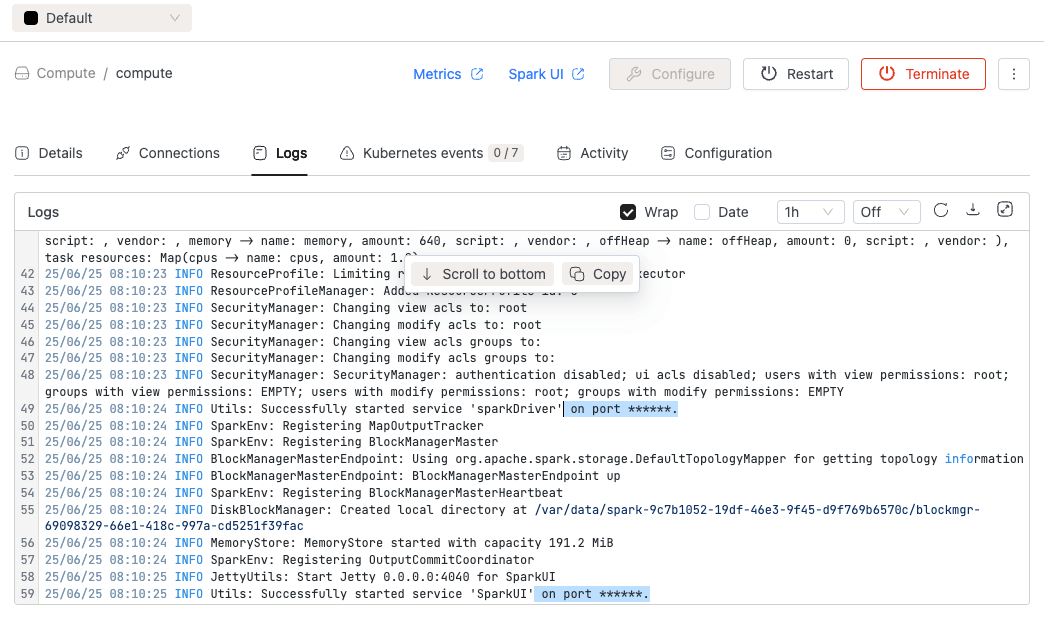 Default
Compute / compute
Metrics
Spark UI
Configure
Restart
Terminate
Details
Connections
Logs
Kubernetes events 0 / 7
Activity
Configuration
Logs
Wrap
Date
1h
Off
script: , vendor: , memory -> name: memory, amount: 640, script: , vendor: , offHeap -> name: offHeap, amount: 0, script: , vendor: ),
task resources: Map(cpus -> name: cpus, amount: 1.0)
Scroll to bottom
Copy
42 25/06/25 08:10:23 INFO ResourceProfile: Limiting
43 25/06/25 08:10:23 INFO ResourceProfileManager: Added ResourceProfile id: 0
44 25/06/25 08:10:23 INFO SecurityManager: Changing view acls to: root
45 25/06/25 08:10:23 INFO SecurityManager: Changing modify acls to: root
46 25/06/25 08:10:23 INFO SecurityManager: Changing view acls groups to:
47 25/06/25 08:10:23 INFO SecurityManager: Changing modify acls groups to:
48 25/06/25 08:10:23 INFO SecurityManager: SecurityManager: authentication disabled; ui acls disabled; users with view permissions: root;
groups with view permissions: EMPTY; users with modify permissions: root; groups with modify permissions: EMPTY
49 25/06/25 08:10:24 INFO Utils: Successfully started service 'sparkDriver' on port ******.
50 25/06/25 08:10:24 INFO SparkEnv: Registering MapOutputTracker
51 25/06/25 08:10:24 INFO SparkEnv: Registering BlockManagerMaster
52 25/06/25 08:10:24 INFO BlockManagerMasterEndpoint: Using org.apache.spark.storage.DefaultTopologyMapper for getting topology information
53 25/06/25 08:10:24 INFO BlockManagerMasterEndpoint: BlockManagerMasterEndpoint up
54 25/06/25 08:10:24 INFO SparkEnv: Registering BlockManagerMasterHeartbeat
55 25/06/25 08:10:24 INFO DiskBlockManager: Created local directory at /var/data/spark-9c7b1052-19df-46e3-9f45-d9f769b6570c/blockmgr-
69098329-66e1-418c-997a-cd5251f39fac
56 25/06/25 08:10:24 INFO MemoryStore: MemoryStore started with capacity 191.2 MiB
57 25/06/25 08:10:24 INFO SparkEnv: Registering OutputCommitCoordinator
58 25/06/25 08:10:25 INFO JettyUtils: Start Jetty 0.0.0.0:4040 for SparkUI
59 25/06/25 08:10:25 INFO Utils: Successfully started service 'SparkUI' on port ******.